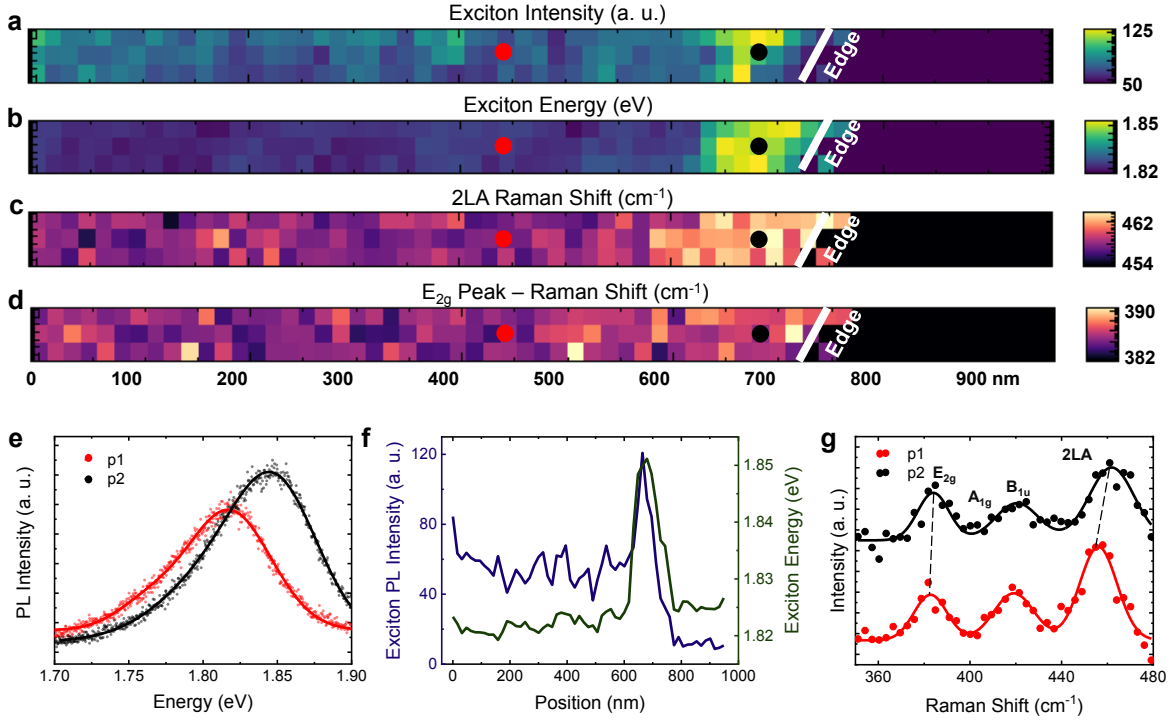 a
Exciton Intensity (a. u.)
Edge
125
50
b
Exciton Energy (eV)
Edge
1.85
1.82
c
2LA Raman Shift (cm⁻¹)
Edge
462
454
d
E₂g Peak – Raman Shift (cm⁻¹)
Edge
390
382
0 100 200 300 400 500 600 700 800 900 nm
e
p1
p2
PL Intensity (a. u.)
1.70 1.75 1.80 1.85 1.90
Energy (eV)
f
120
80
40
0
Exciton PL Intensity (a. u.)
1.85
1.84
1.83
1.82
Exciton Energy (eV)
0 200 400 600 800 1000
Position (nm)
g
p1
p2
E₂g
A₁g
B₁u
2LA
Intensity (a. u.)
360 400 440 480
Raman Shift (cm⁻¹)